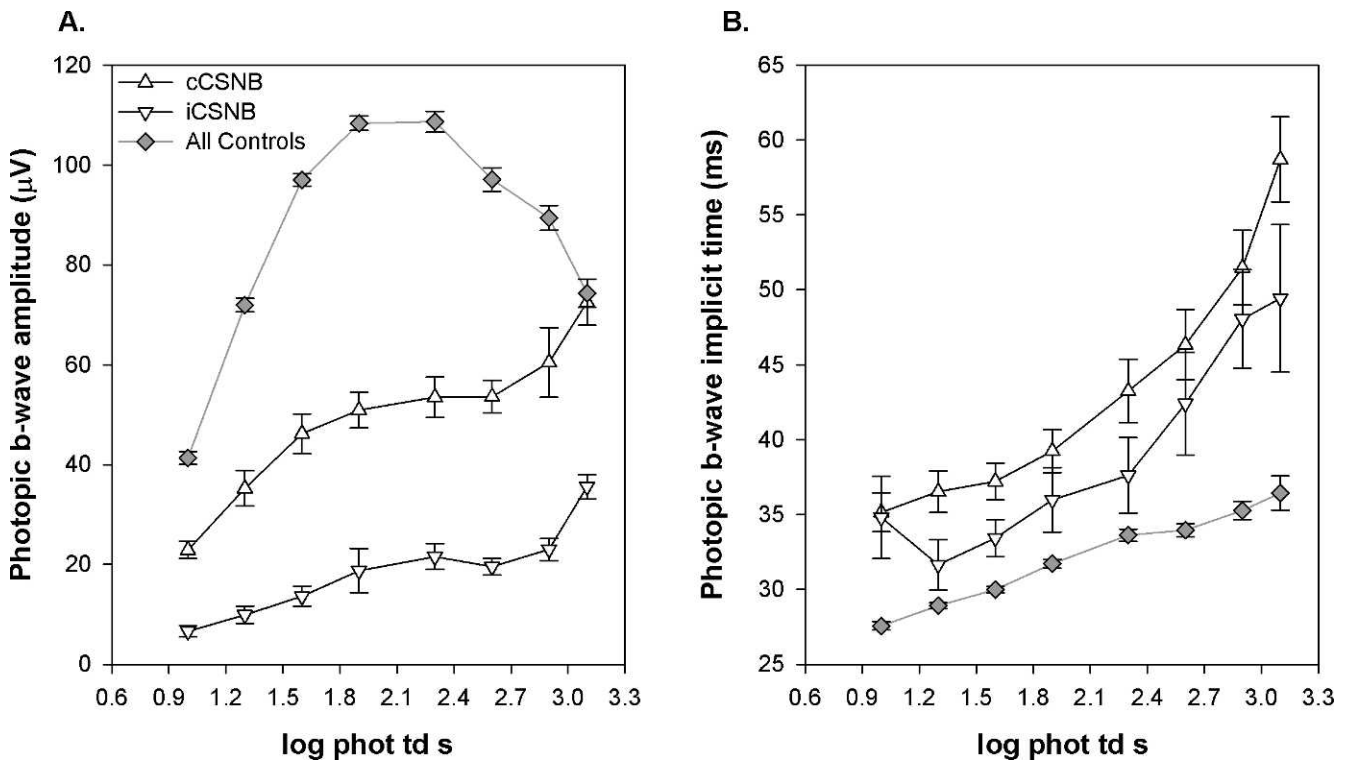 A.
B.
Photopic b-wave amplitude (μV)
120
100
80
60
40
20
0
cCSNB
iCSNB
All Controls
0.6 0.9 1.2 1.5 1.8 2.1 2.4 2.7 3.0 3.3
log phot td s
Photopic b-wave implicit time (ms)
65
60
55
50
45
40
35
30
25
0.6 0.9 1.2 1.5 1.8 2.1 2.4 2.7 3.0 3.3
log phot td s